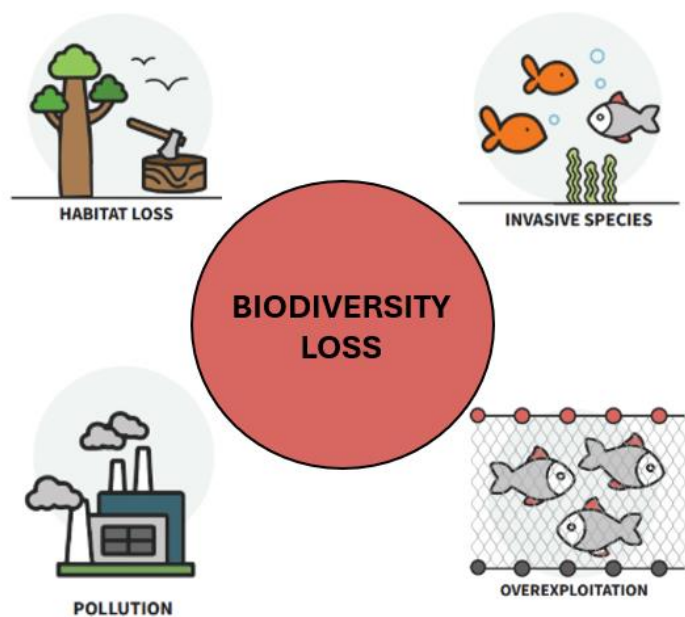 HABITAT LOSS
INVASIVE SPECIES
BIODIVERSITY
LOSS
POLLUTION
OVEREXPLOITATION